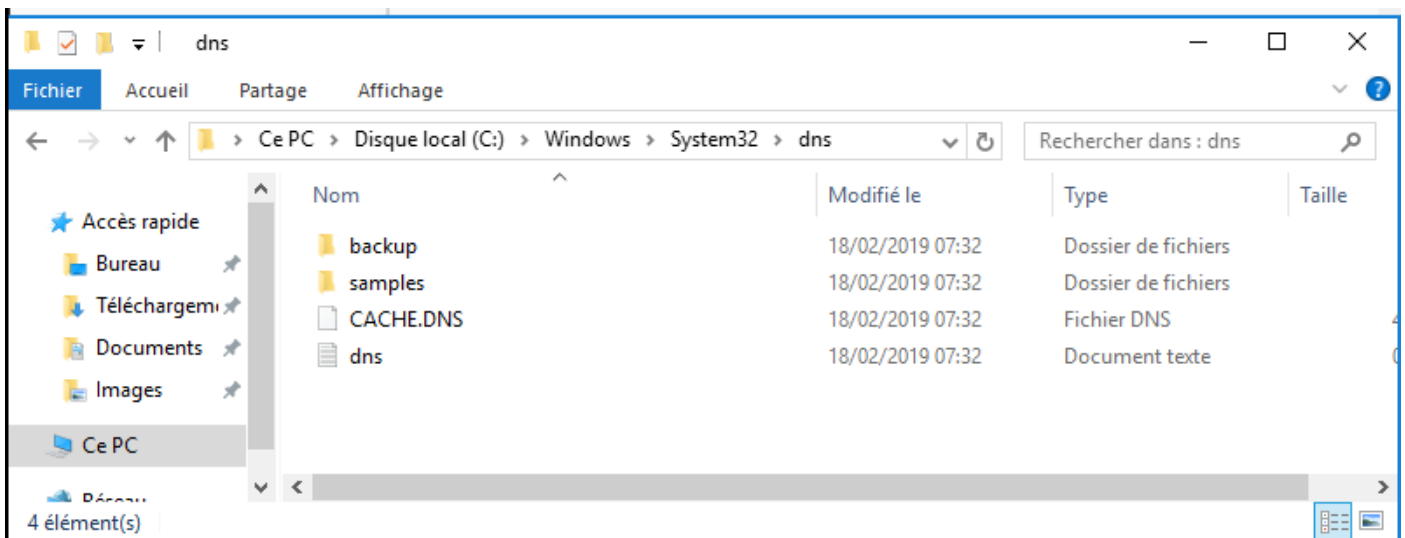 dns
Fichier Accueil Partage Affichage
Ce PC > Disque local (C:) > Windows > System32 > dns Rechercher dans : dns
Nom Modifié le Type Taille
Accès rapide
Bureau
Téléchargem
Documents
Images
Ce PC
Réseau
backup 18/02/2019 07:32 Dossier de fichiers
samples 18/02/2019 07:32 Dossier de fichiers
CACHE.DNS 18/02/2019 07:32 Fichier DNS
dns 18/02/2019 07:32 Document texte
4 élément(s)